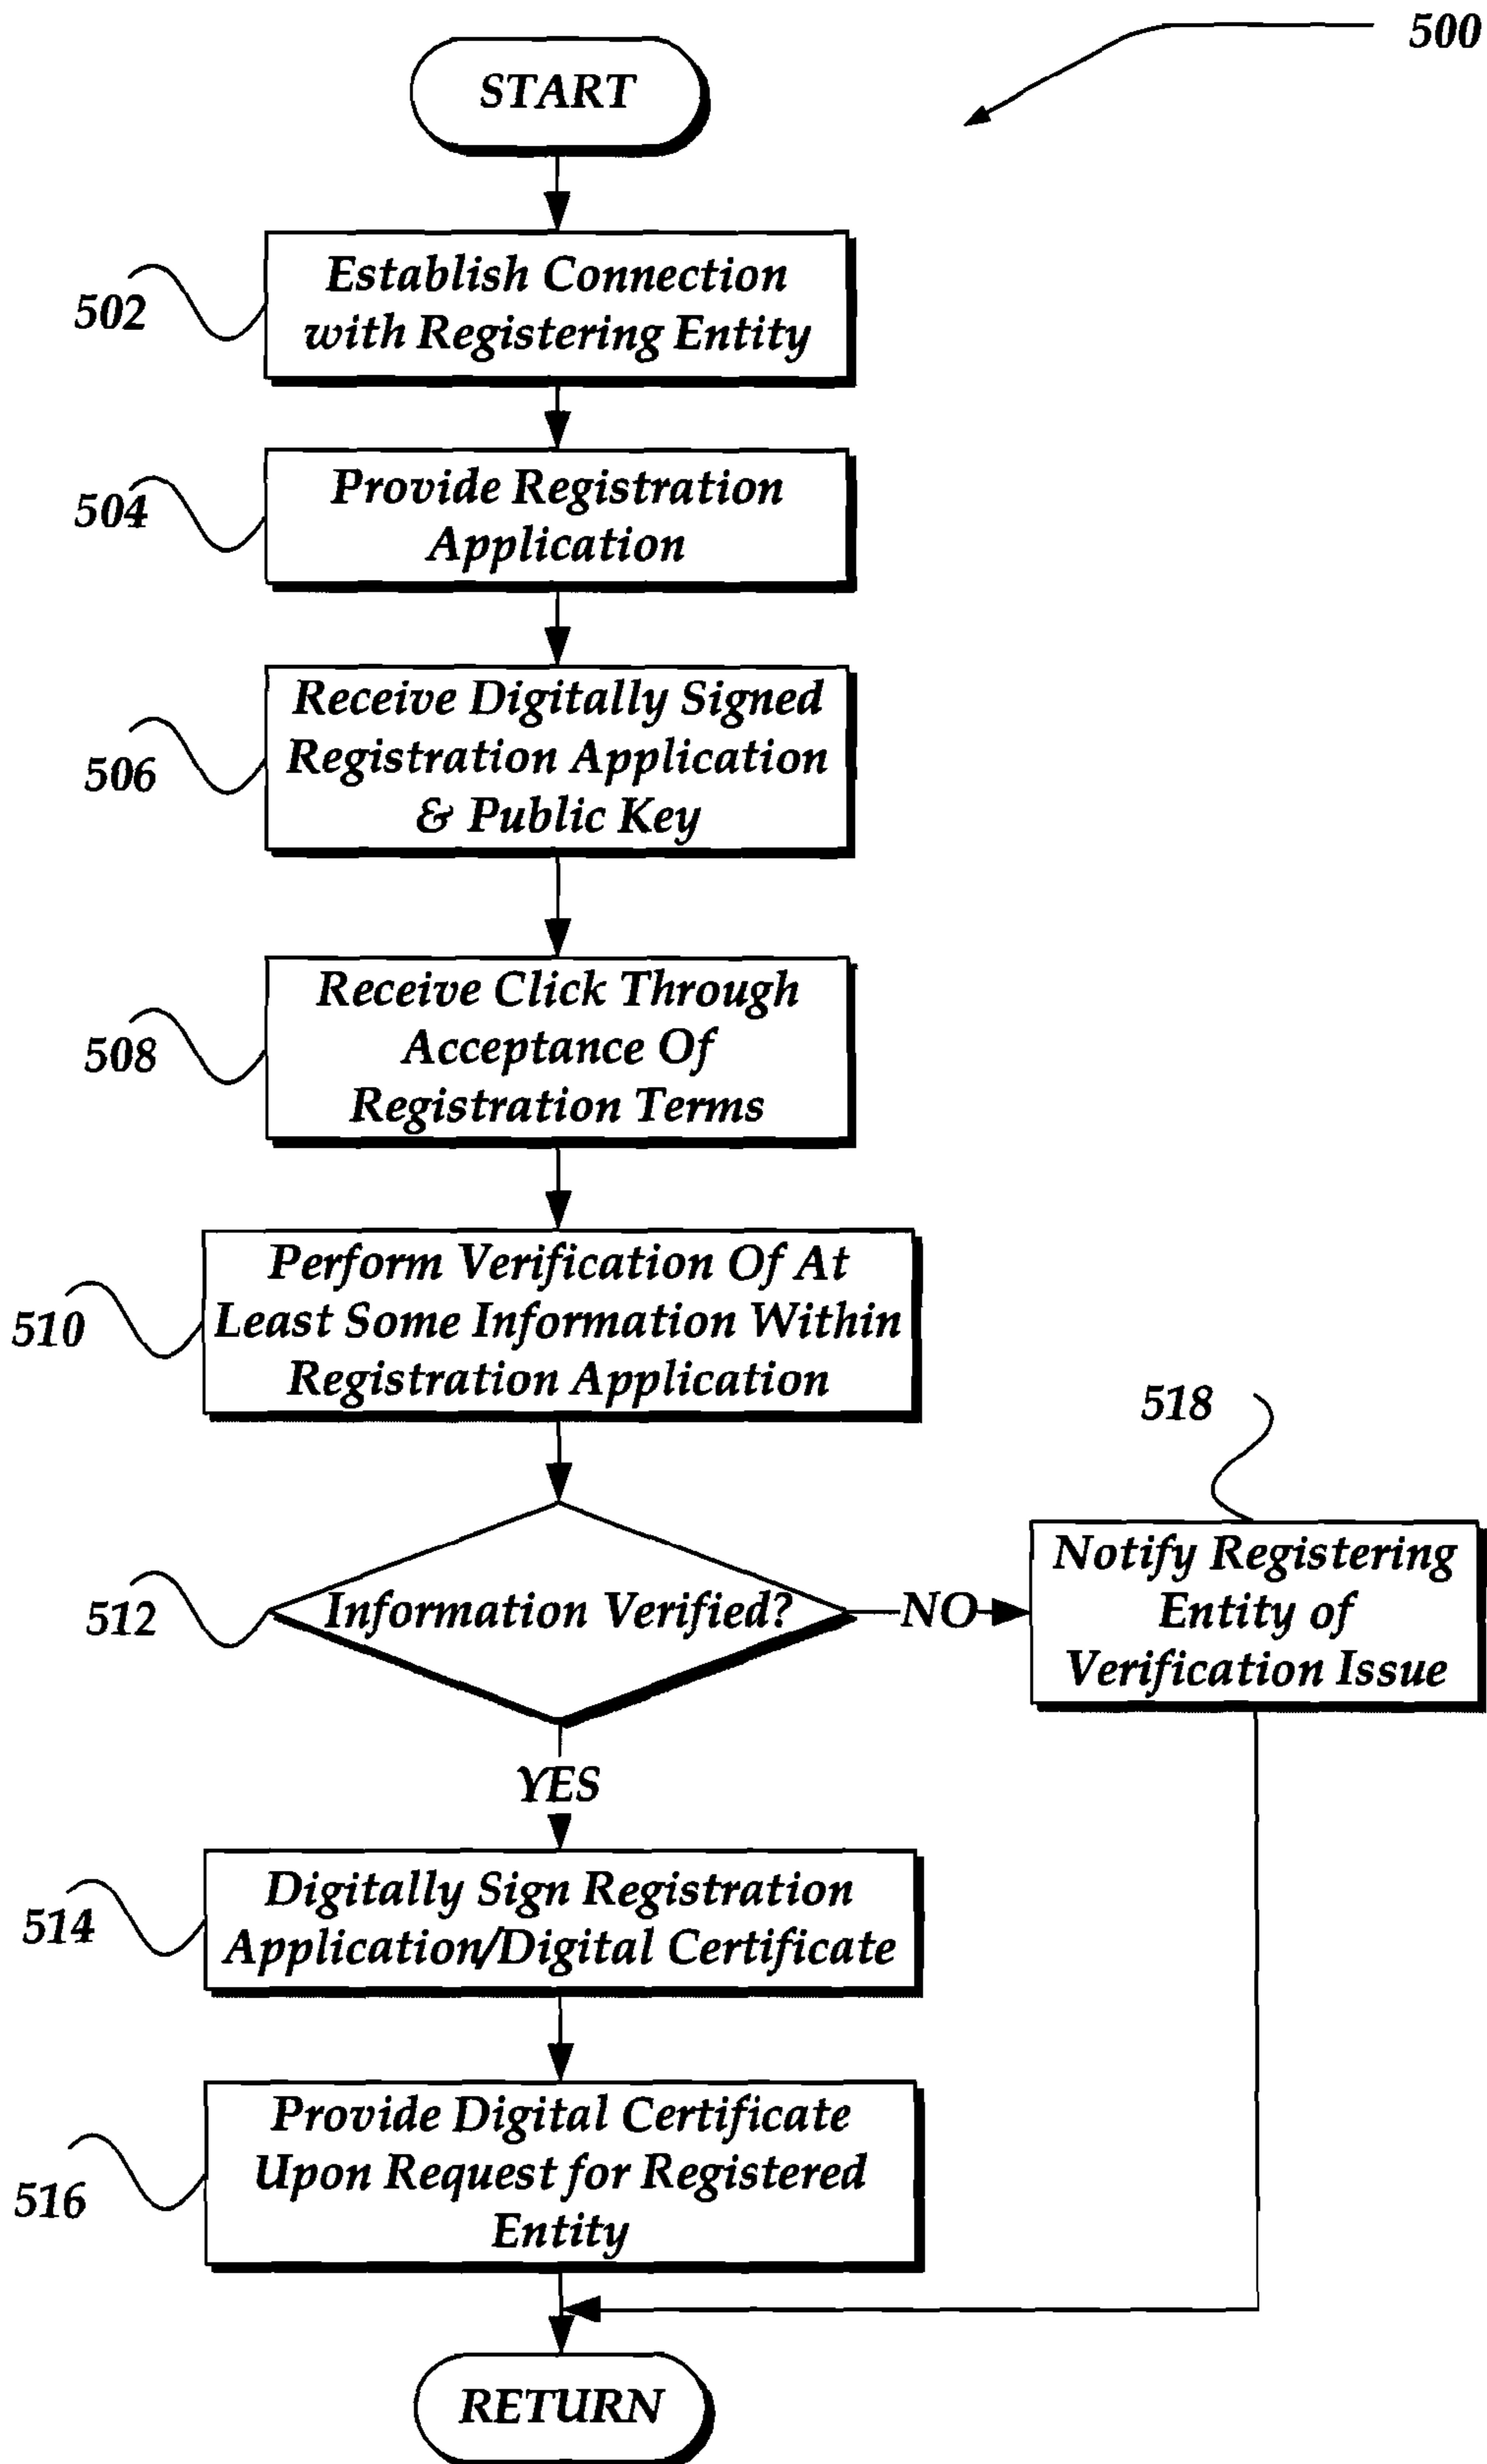 500
START
502
Establish Connection
with Registering Entity
504
Provide Registration
Application
506
Receive Digitally Signed
Registration Application
& Public Key
508
Receive Click Through
Acceptance Of
Registration Terms
510
Perform Verification Of At
Least Some Information Within
Registration Application
512
Information Verified?
NO
518
Notify Registering
Entity of
Verification Issue
YES
514
Digitally Sign Registration
Application/Digital Certificate
516
Provide Digital Certificate
Upon Request for Registered
Entity
RETURN